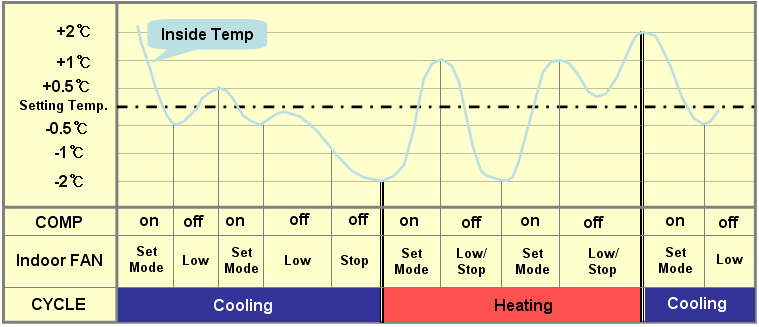 +2℃
Inside Temp
+1℃
+0.5℃
Setting Temp.
-0.5℃
-1℃
-2℃
COMP on off on off off on off on off on off
Indoor FAN Set Mode Low Set Mode Low Stop Set Mode Low/ Stop Set Mode Low/ Stop Set Mode Low
CYCLE Cooling Heating Cooling